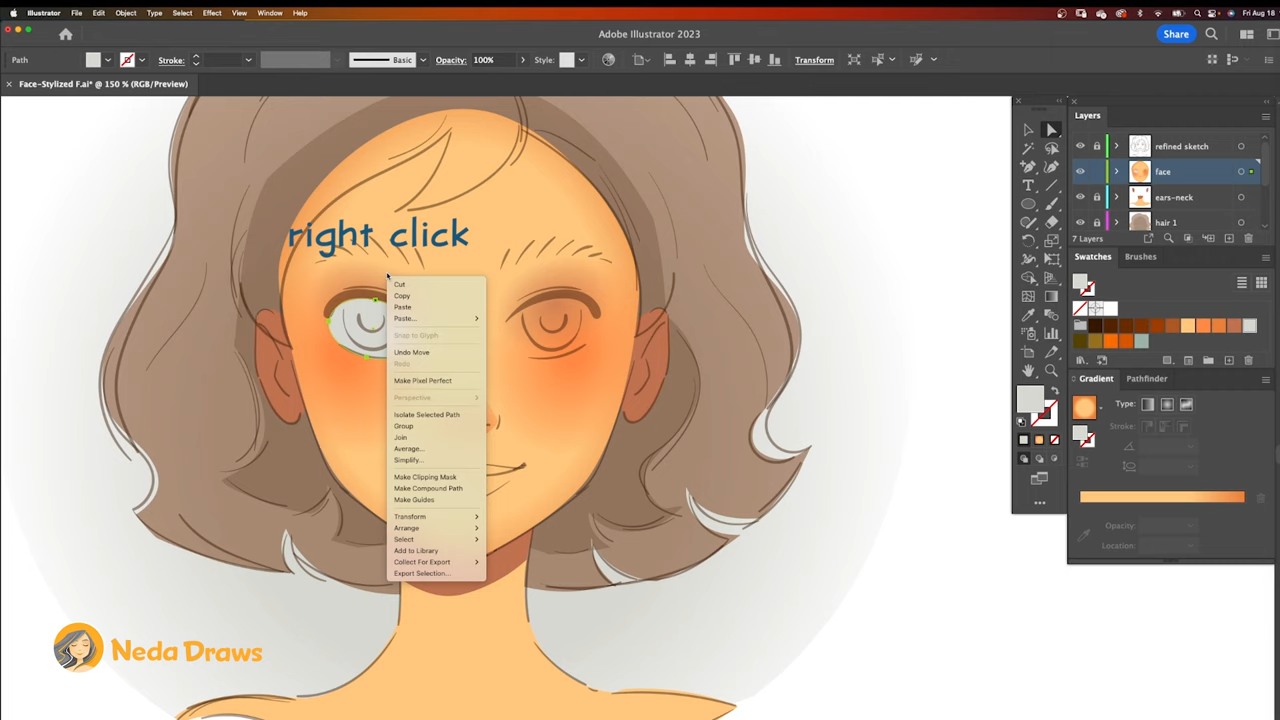 Illustrator File Edit Object Type Select Effect View Window Help Fri Aug 18
Adobe Illustrator 2023
Share
Path Stroke: Basic Opacity: 100% Style: Transform
× Face-Stylized F.ai* @ 150 % (RGB/Preview)
right click
Cut
Copy
Paste
Paste...
Snap to Glyph
Undo Move
Redo
Make Pixel Perfect
Perspective
Isolate Selected Path
Group
Join
Average...
Simplify...
Make Clipping Mask
Make Compound Path
Make Guides
Transform
Arrange
Select
Add to Library
Collect For Export
Export Selection...
Neda Draws
Layers
refined sketch
face
ears-neck
hair 1
7 Layers
Swatches Brushes
Gradient Pathfinder
Type:
Stroke:
Opacity:
Location: